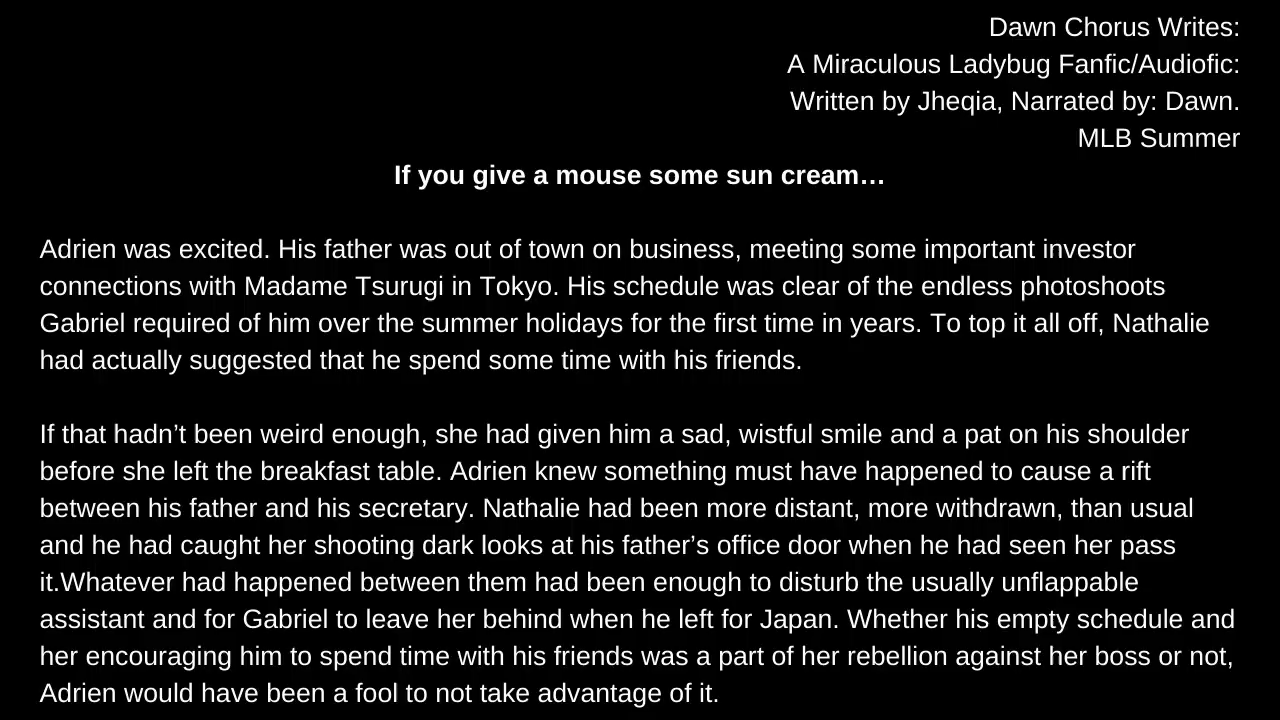 Dawn Chorus Writes:
A Miraculous Ladybug Fanfic/Audiofic:
Written by Jheqia, Narrated by: Dawn.
MLB Summer
If you give a mouse some sun cream…
Adrien was excited. His father was out of town on business, meeting some important investor
connections with Madame Tsurugi in Tokyo. His schedule was clear of the endless photoshoots
Gabriel required of him over the summer holidays for the first time in years. To top it all off, Nathalie
had actually suggested that he spend some time with his friends.
If that hadn’t been weird enough, she had given him a sad, wistful smile and a pat on his shoulder
before she left the breakfast table. Adrien knew something must have happened to cause a rift
between his father and his secretary. Nathalie had been more distant, more withdrawn, than usual
and he had caught her shooting dark looks at his father’s office door when he had seen her pass
it.Whatever had happened between them had been enough to disturb the usually unflappable
assistant and for Gabriel to leave her behind when he left for Japan. Whether his empty schedule and
her encouraging him to spend time with his friends was a part of her rebellion against her boss or not,
Adrien would have been a fool to not take advantage of it.